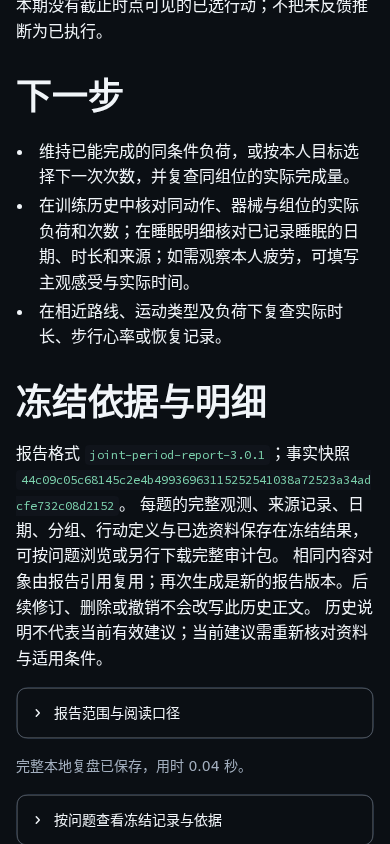 本期没有截止时点可见的已选行动；不把未反馈推
断为已执行。
下一步
• 维持已能完成的同条件负荷，或按本人目标选
择下一次次数，并复查同组位的实际完成量。
• 在训练历史中核对同动作、器械与组位的实际
负荷和次数；在睡眠明细核对已记录睡眠的日
期、时长和来源；如需观察本人疲劳，可填写
主观感受与实际时间。
• 在相近路线、运动类型及负荷下复查实际时
长、步行心率或恢复记录。
冻结依据与明细
报告格式 joint-period-report-3.0.1 ；事实快照
44c09c05c68145c2e4b49936963115252541038a72523a34ad
cfe732c08d2152 。 每题的完整观测、来源记录、日
期、分组、行动定义与已选资料保存在冻结结果，
可按问题浏览或另行下载完整审计包。 相同内容对
象由报告引用复用；再次生成是新的报告版本。后
续修订、删除或撤销不会改写此历史正文。 历史说
明不代表当前有效建议；当前建议需重新核对资料
与适用条件。
报告范围与阅读口径
完整本地复盘已保存，用时 0.04 秒。
按问题查看冻结记录与依据